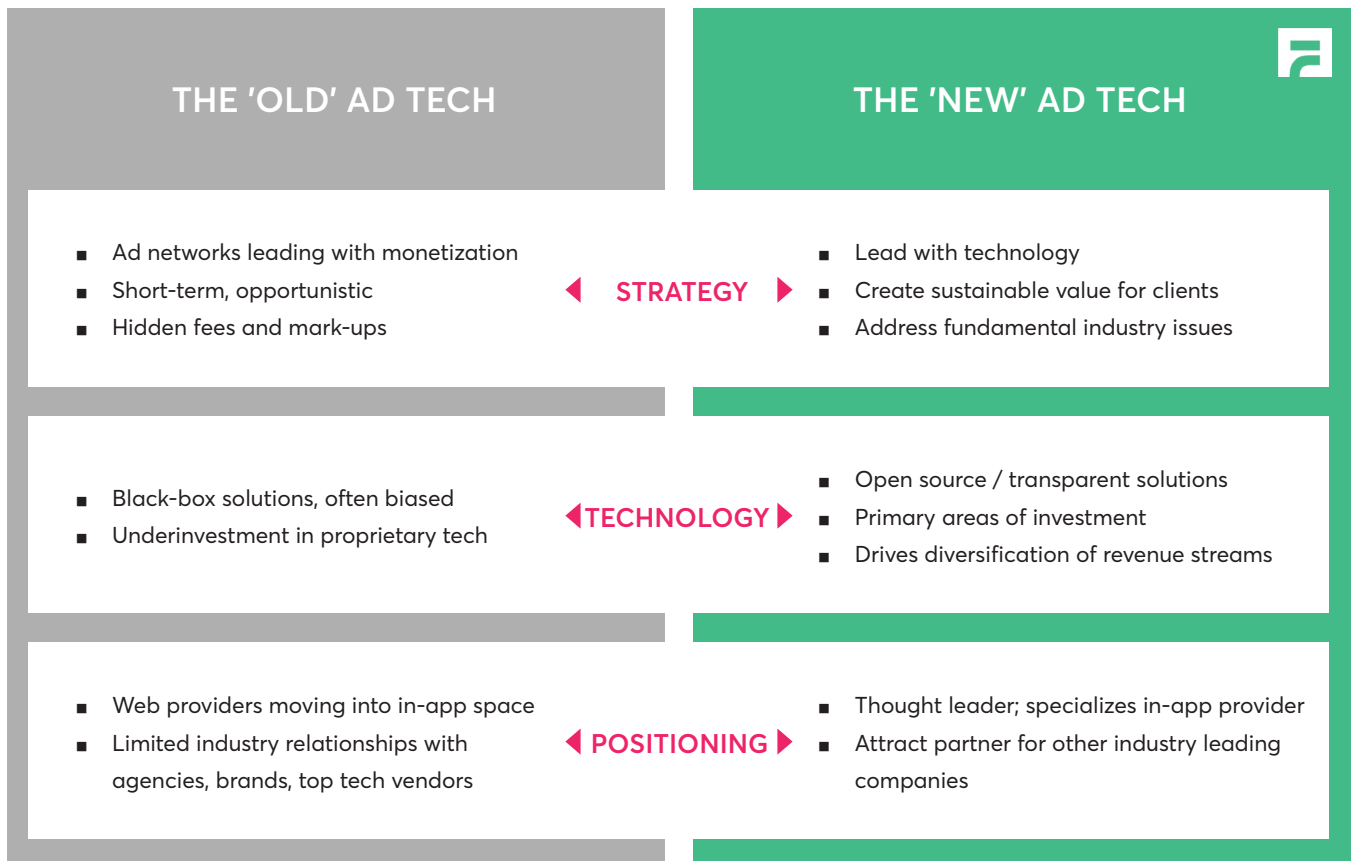 THE 'OLD' AD TECH
THE 'NEW' AD TECH
▪ Ad networks leading with monetization
▪ Short-term, opportunistic
▪ Hidden fees and mark-ups
STRATEGY
▪ Lead with technology
▪ Create sustainable value for clients
▪ Address fundamental industry issues
▪ Black-box solutions, often biased
▪ Underinvestment in proprietary tech
TECHNOLOGY
▪ Open source / transparent solutions
▪ Primary areas of investment
▪ Drives diversification of revenue streams
▪ Web providers moving into in-app space
▪ Limited industry relationships with
agencies, brands, top tech vendors
POSITIONING
▪ Thought leader; specializes in-app provider
▪ Attract partner for other industry leading
companies